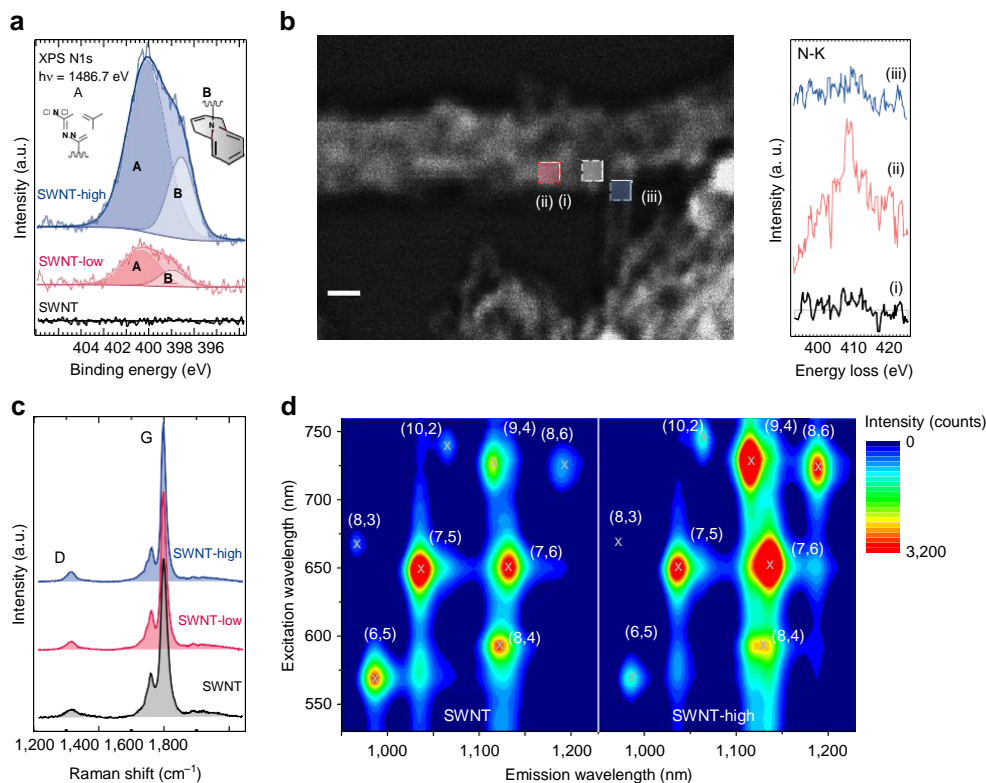 a
XPS N1s
hν = 1486.7 eV
A
Cl
N
Cl
N
N
B
N
A
B
SWNT-high
SWNT-low
A
B
SWNT
Intensity (a.u.)
404 402 400 398 396
Binding energy (eV)
b
(ii) (i)
(iii)
N-K
(iii)
(ii)
(i)
Intensity (a.u.)
400 410 420
Energy loss (eV)
c
G
D
SWNT-high
SWNT-low
SWNT
Intensity (a.u.)
1,200 1,400 1,600 1,800
Raman shift (cm⁻¹)
d
Intensity (counts)
0
3,200
750
700
650
600
550
Excitation wavelength (nm)
(10,2)
(9,4)
(8,6)
(8,3)
(7,5)
(7,6)
(6,5)
(8,4)
SWNT
(10,2)
(9,4)
(8,6)
(8,3)
(7,5)
(7,6)
(6,5)
(8,4)
SWNT-high
1,000 1,100 1,200 1,000 1,100 1,200
Emission wavelength (nm)